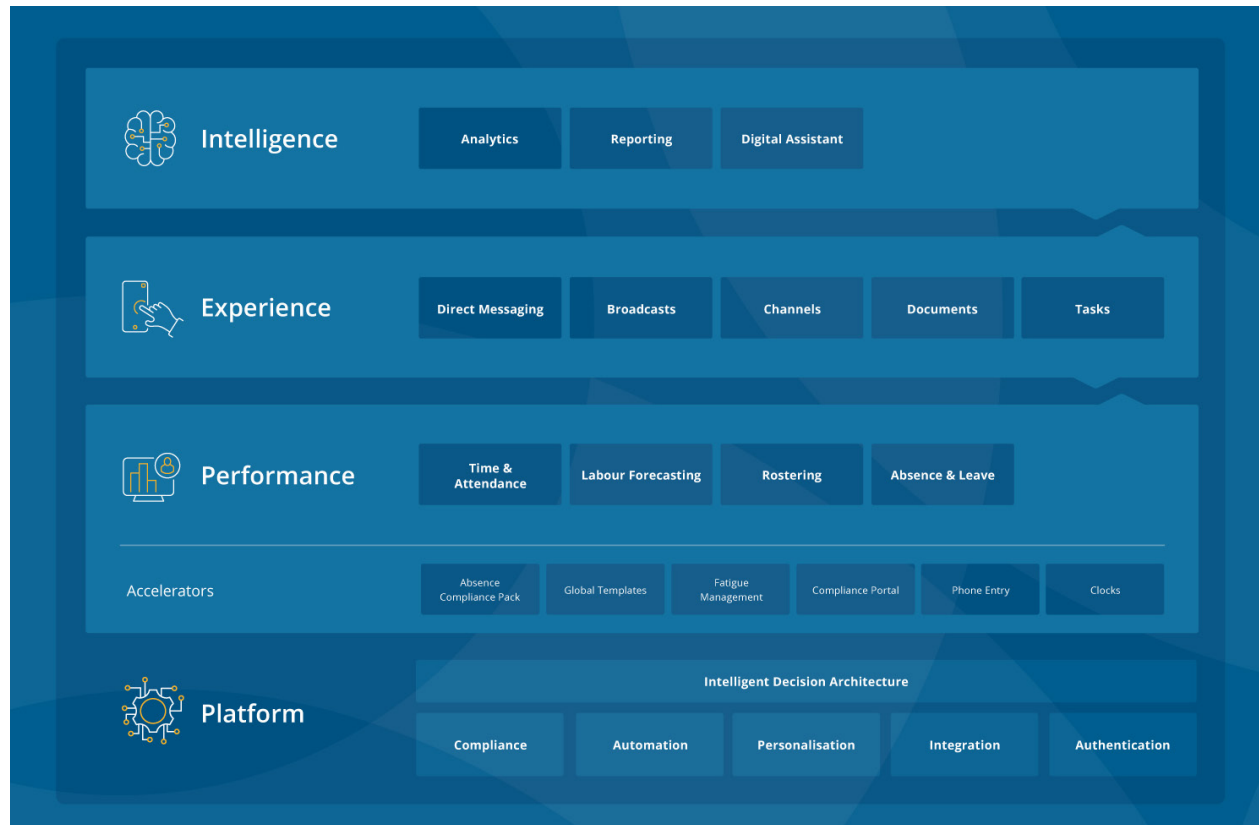 Intelligence
Analytics
Reporting
Digital Assistant
Experience
Direct Messaging
Broadcasts
Channels
Documents
Tasks
Performance
Time &
Attendance
Labour Forecasting
Rostering
Absence & Leave
Accelerators
Absence
Compliance Pack
Global Templates
Fatigue
Management
Compliance Portal
Phone Entry
Clocks
Platform
Intelligent Decision Architecture
Compliance
Automation
Personalisation
Integration
Authentication